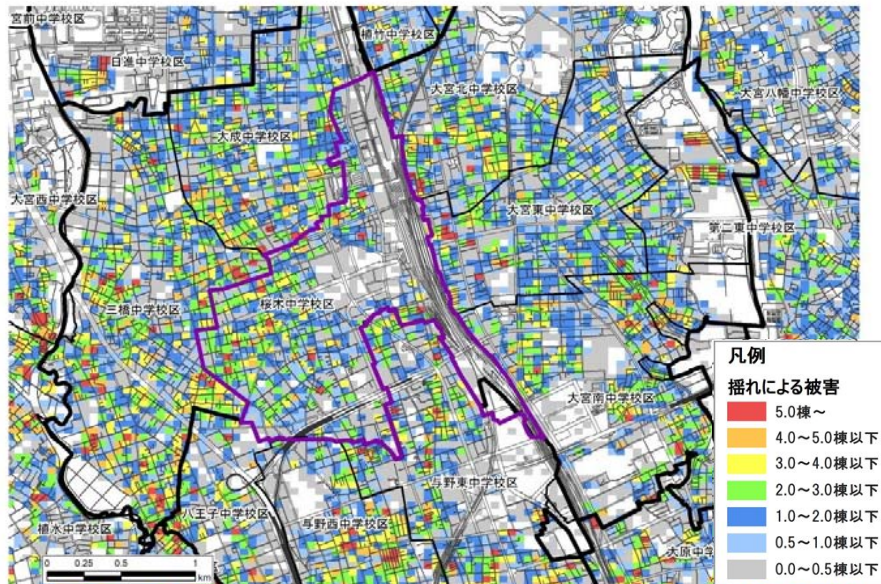 宮前中学校区
植竹中学校区
日進中学校区
大宮北中学校区
大宮八幡中学校区
大成中学校区
大宮西中学校区
大宮東中学校区
第二東中学校区
三橋中学校区
桜木中学校区
大宮南中学校区
与野東中学校区
八王子中学校区
与野西中学校区
植水中学校区
大原中学
0 0.25 0.5 1
km
凡例
揺れによる被害
5.0棟～
4.0～5.0棟以下
3.0～4.0棟以下
2.0～3.0棟以下
1.0～2.0棟以下
0.5～1.0棟以下
0.0～0.5棟以下